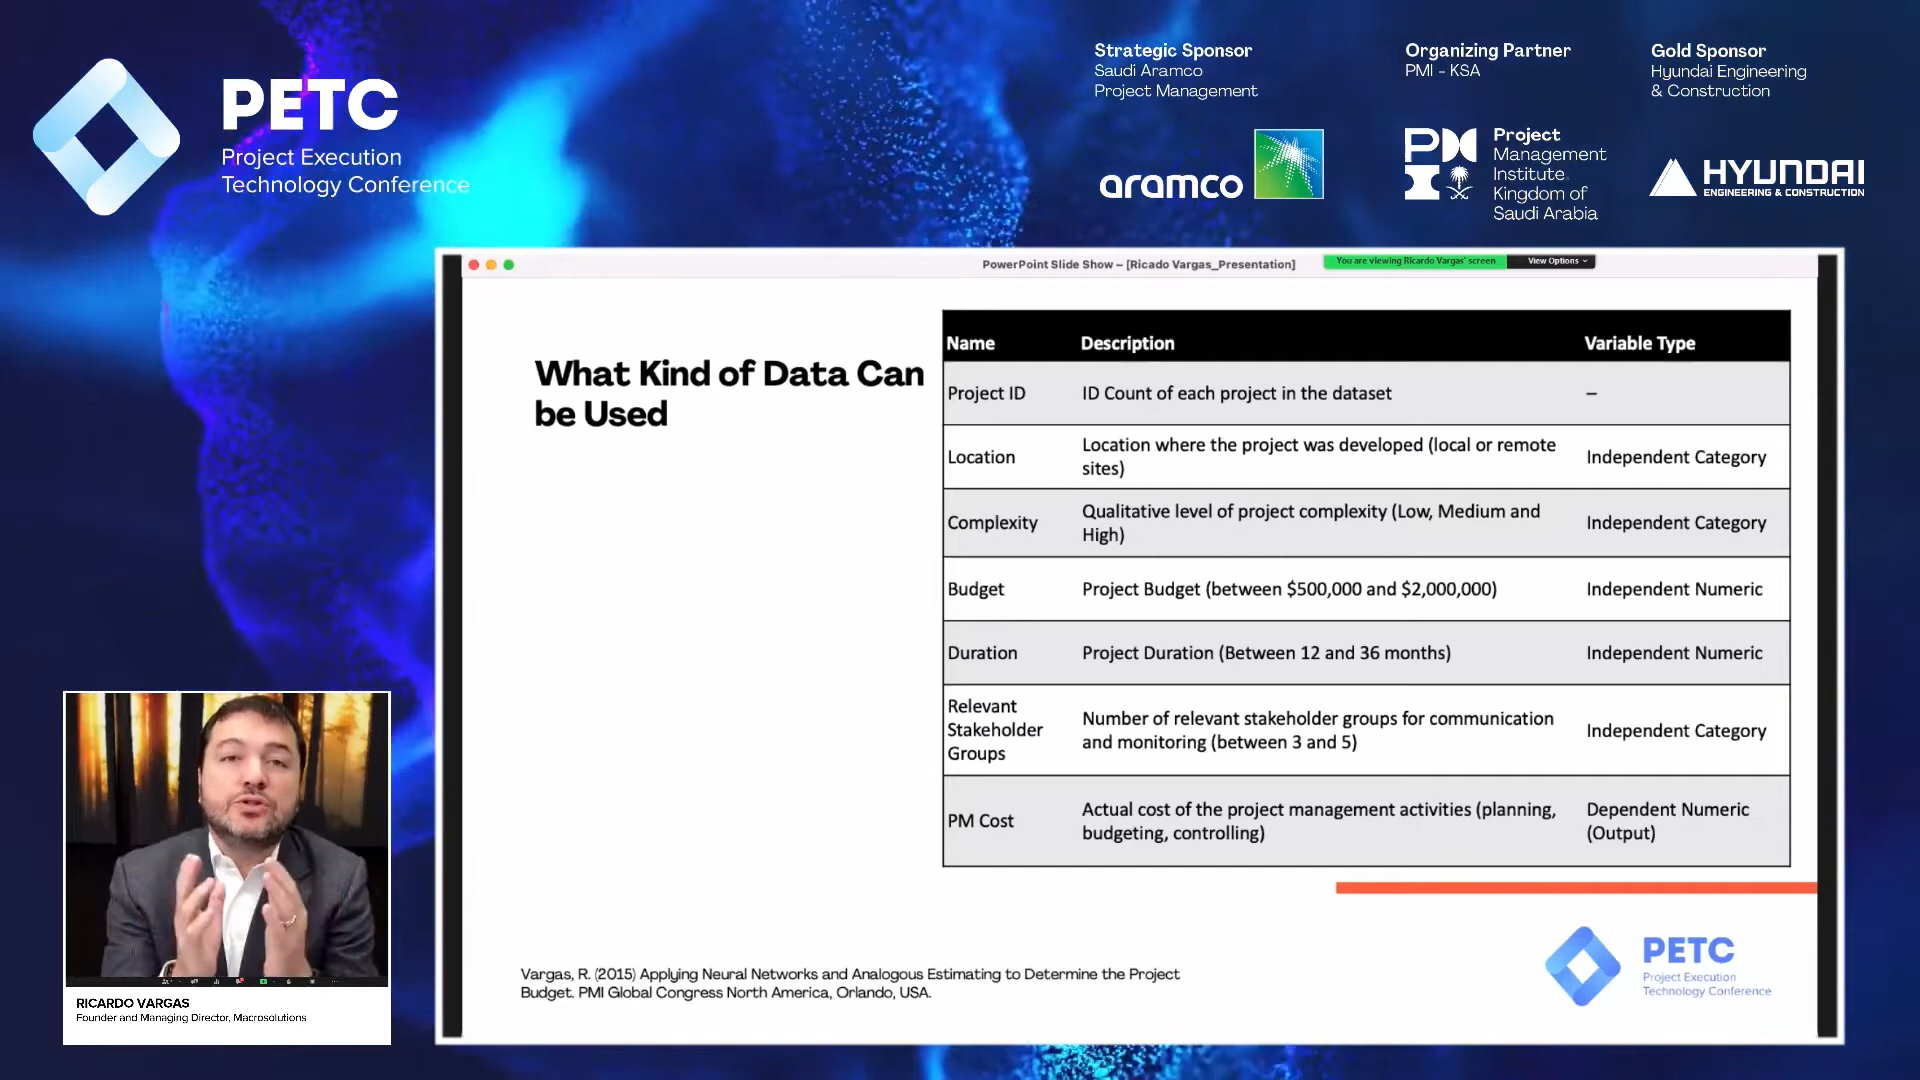 PETC
Project Execution
Technology Conference
Strategic Sponsor
Saudi Aramco
Project Management
aramco
Organizing Partner
PMI - KSA
PMI
Project
Management
Institute
Kingdom of
Saudi Arabia
Gold Sponsor
Hyundai Engineering
& Construction
HYUNDAI
ENGINEERING & CONSTRUCTION
PowerPoint Slide Show – [Ricado Vargas_Presentation]
You are viewing Ricardo Vargas' screen
View Options
What Kind of Data Can
be Used
Name Description Variable Type
Project ID ID Count of each project in the dataset –
Location Location where the project was developed (local or remote
sites) Independent Category
Complexity Qualitative level of project complexity (Low, Medium and
High) Independent Category
Budget Project Budget (between $500,000 and $2,000,000) Independent Numeric
Duration Project Duration (Between 12 and 36 months) Independent Numeric
Relevant
Stakeholder
Groups
Number of relevant stakeholder groups for communication
and monitoring (between 3 and 5)
Independent Category
PM Cost
Actual cost of the project management activities (planning,
budgeting, controlling)
Dependent Numeric
(Output)
Vargas, R. (2015) Applying Neural Networks and Analogous Estimating to Determine the Project
Budget. PMI Global Congress North America, Orlando, USA.
PETC
Project Execution
Technology Conference
RICARDO VARGAS
Founder and Managing Director, Macrosolutions